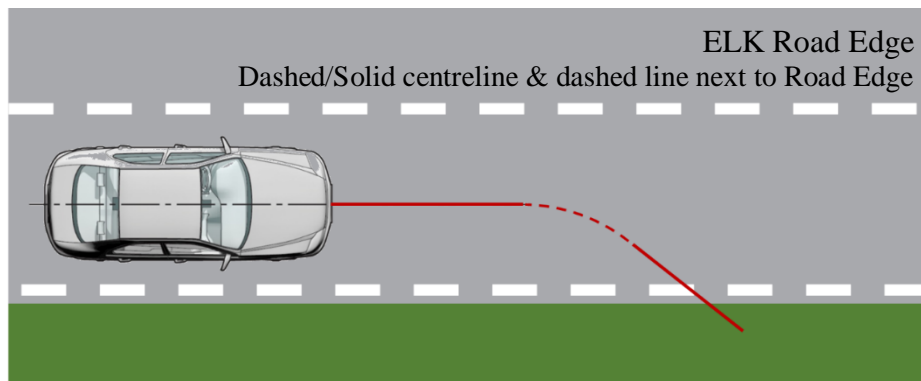 ELK Road Edge
Dashed/Solid centreline & dashed line next to Road Edge